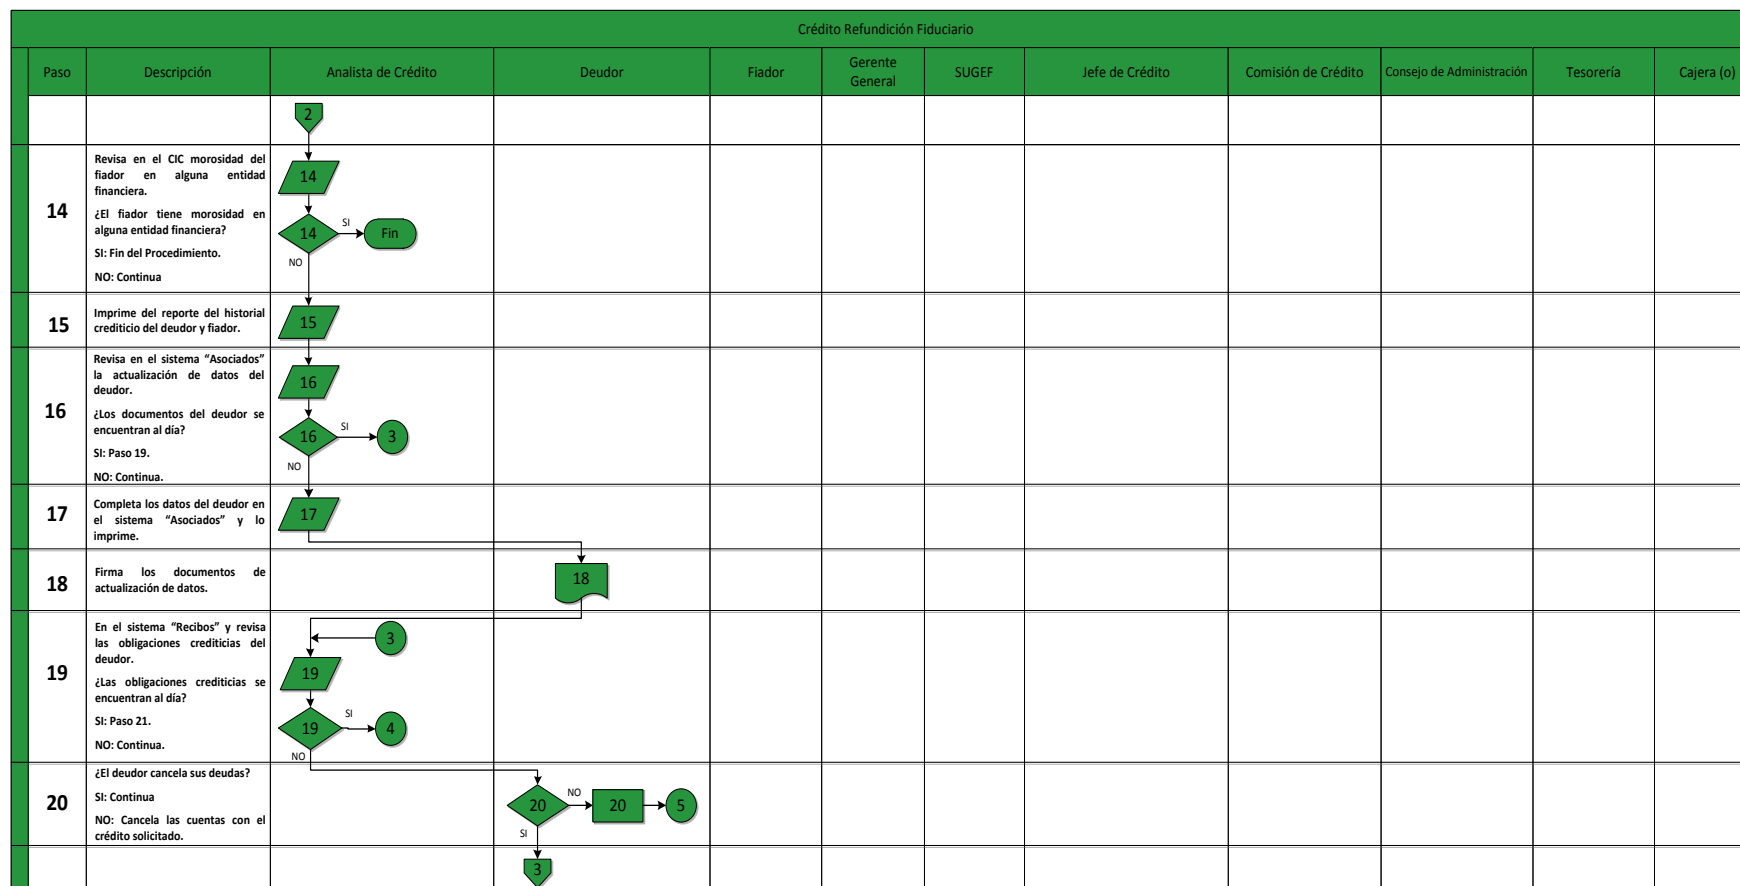 Crédito Refundición Fiduciario
Paso
Descripción
Analista de Crédito
Deudor
Fiador
Gerente
General
SUGEF
Jefe de Crédito
Comisión de Crédito
Consejo de Administración
Tesorería
Cajera (o)
2
14
Revisa en el CIC morosidad del
fiador en alguna entidad
financiera.
¿El fiador tiene morosidad en
alguna entidad financiera?
SI: Fin del Procedimiento.
NO: Continua
14
14
SI
Fin
NO
15
Imprime del reporte del historial
crediticio del deudor y fiador.
15
16
Revisa en el sistema “Asociados”
la actualización de datos del
deudor.
¿Los documentos del deudor se
encuentran al día?
SI: Paso 19.
NO: Continua.
16
16
SI
3
NO
17
Completa los datos del deudor en
el sistema “Asociados” y lo
imprime.
17
18
Firma los documentos de
actualización de datos.
18
19
En el sistema “Recibos” y revisa
las obligaciones crediticias del
deudor.
¿Las obligaciones crediticias se
encuentran al día?
SI: Paso 21.
NO: Continua.
3
19
19
SI
4
NO
20
¿El deudor cancela sus deudas?
SI: Continua
NO: Cancela las cuentas con el
crédito solicitado.
20
NO
20
5
SI
3